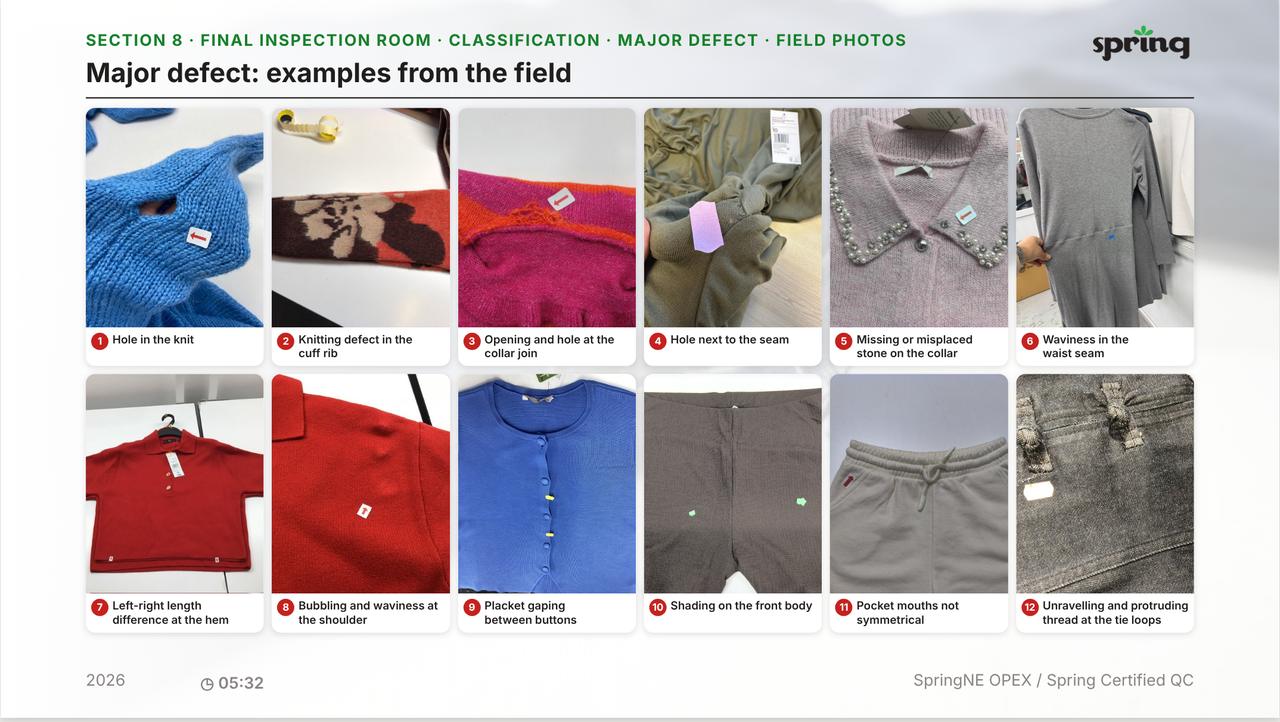 SECTION 8 · FINAL INSPECTION ROOM · CLASSIFICATION · MAJOR DEFECT · FIELD PHOTOS
spring
Major defect: examples from the field
1 Hole in the knit
2 Knitting defect in the
cuff rib
3 Opening and hole at the
collar join
4 Hole next to the seam
5 Missing or misplaced
stone on the collar
6 Waviness in the
waist seam
7 Left-right length
difference at the hem
8 Bubbling and waviness at
the shoulder
9 Placket gaping
between buttons
10 Shading on the front body
11 Pocket mouths not
symmetrical
12 Unravelling and protruding
thread at the tie loops
2026
05:32
SpringNE OPEX / Spring Certified QC